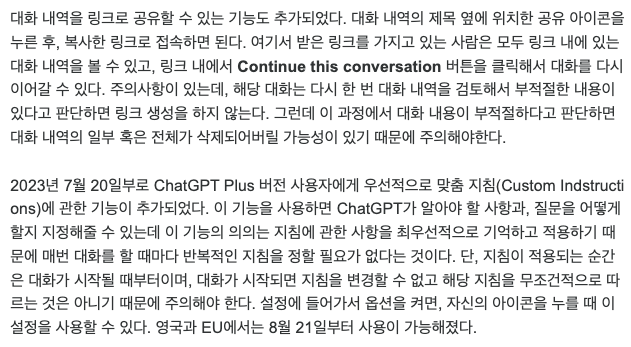 대화 내역을 링크로 공유할 수 있는 기능도 추가되었다. 대화 내역의 제목 옆에 위치한 공유 아이콘을
누른 후, 복사한 링크로 접속하면 된다. 여기서 받은 링크를 가지고 있는 사람은 모두 링크 내에 있는
대화 내역을 볼 수 있고, 링크 내에서 Continue this conversation 버튼을 클릭해서 대화를 다시
이어갈 수 있다. 주의사항이 있는데, 해당 대화는 다시 한 번 대화 내역을 검토해서 부적절한 내용이
있다고 판단하면 링크 생성을 하지 않는다. 그런데 이 과정에서 대화 내용이 부적절하다고 판단하면
대화 내역의 일부 혹은 전체가 삭제되어버릴 가능성이 있기 때문에 주의해야한다.
2023년 7월 20일부로 ChatGPT Plus 버전 사용자에게 우선적으로 맞춤 지침(Custom Indstructi
ons)에 관한 기능이 추가되었다. 이 기능을 사용하면 ChatGPT가 알아야 할 사항과, 질문을 어떻게
할지 지정해줄 수 있는데 이 기능의 의의는 지침에 관한 사항을 최우선적으로 기억하고 적용하기 때
문에 매번 대화를 할 때마다 반복적인 지침을 정할 필요가 없다는 것이다. 단, 지침이 적용되는 순간
은 대화가 시작될 때부터이며, 대화가 시작되면 지침을 변경할 수 없고 해당 지침을 무조건적으로 따
르는 것은 아니기 때문에 주의해야 한다. 설정에 들어가서 옵션을 켜면, 자신의 아이콘을 누를 때 이
설정을 사용할 수 있다. 영국과 EU에서는 8월 21일부터 사용이 가능해졌다.